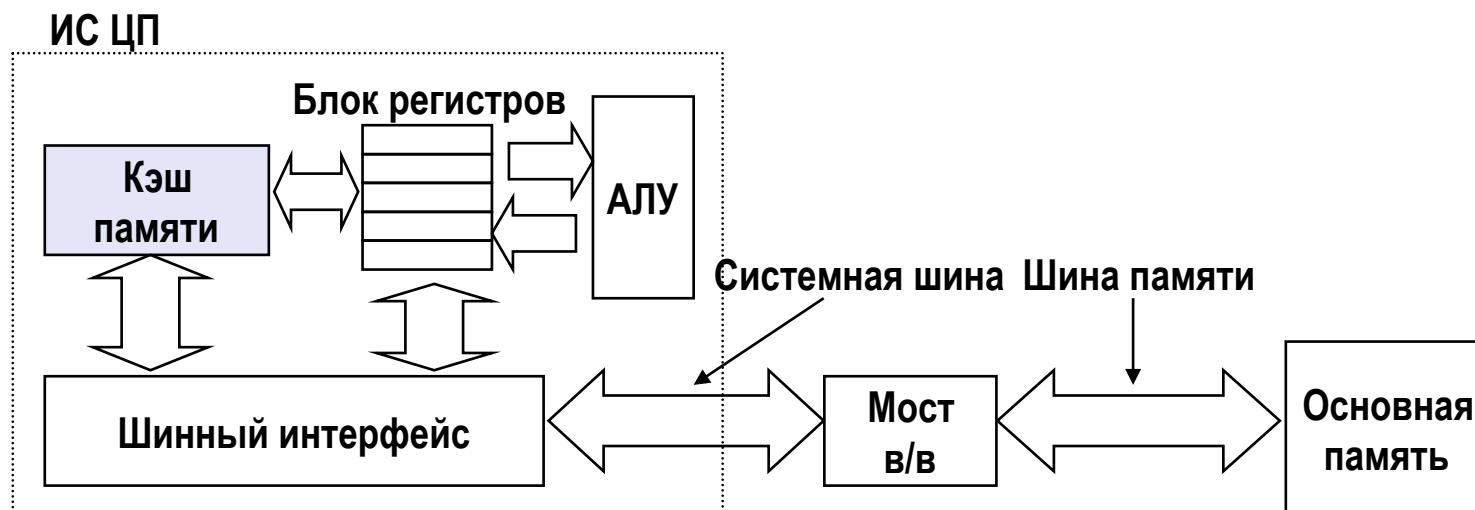 ИС ЦП
Блок регистров
Кэш
памяти
АЛУ
Системная шина
Шина памяти
Шинный интерфейс
Мост
в/в
Основная
память